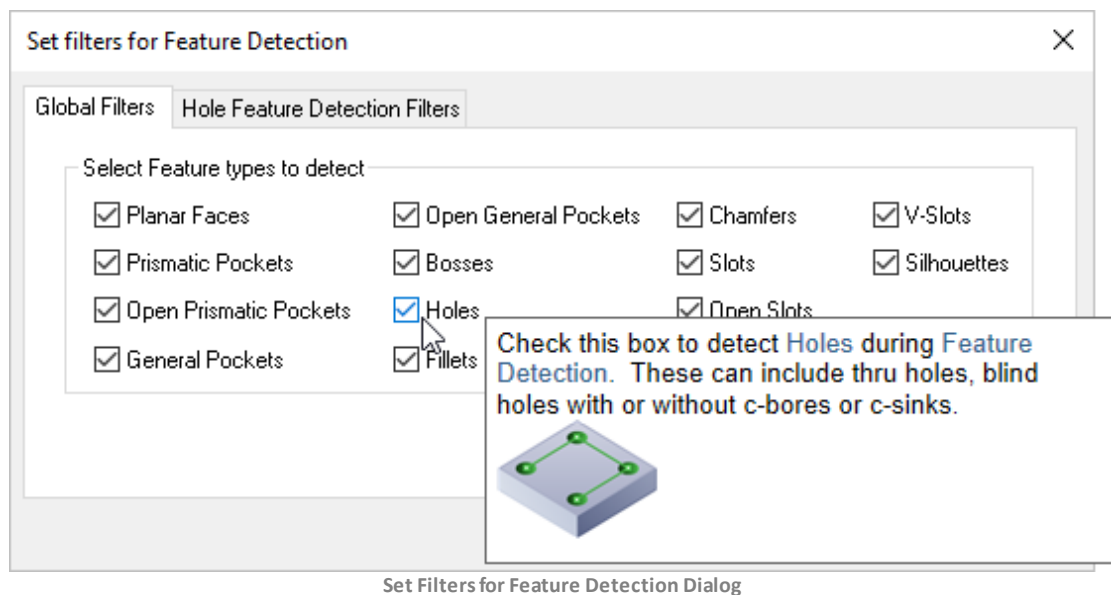 Set filters for Feature Detection
Global Filters Hole Feature Detection Filters
Select Feature types to detect
Planar Faces Open General Pockets Chamfers V-Slots
Prismatic Pockets Bosses Slots Silhouettes
Open Prismatic Pockets Holes Open Slots
General Pockets Fillets
Check this box to detect Holes during Feature
Detection. These can include thru holes, blind
holes with or without c-bores or c-sinks.
Set Filters for Feature Detection Dialog